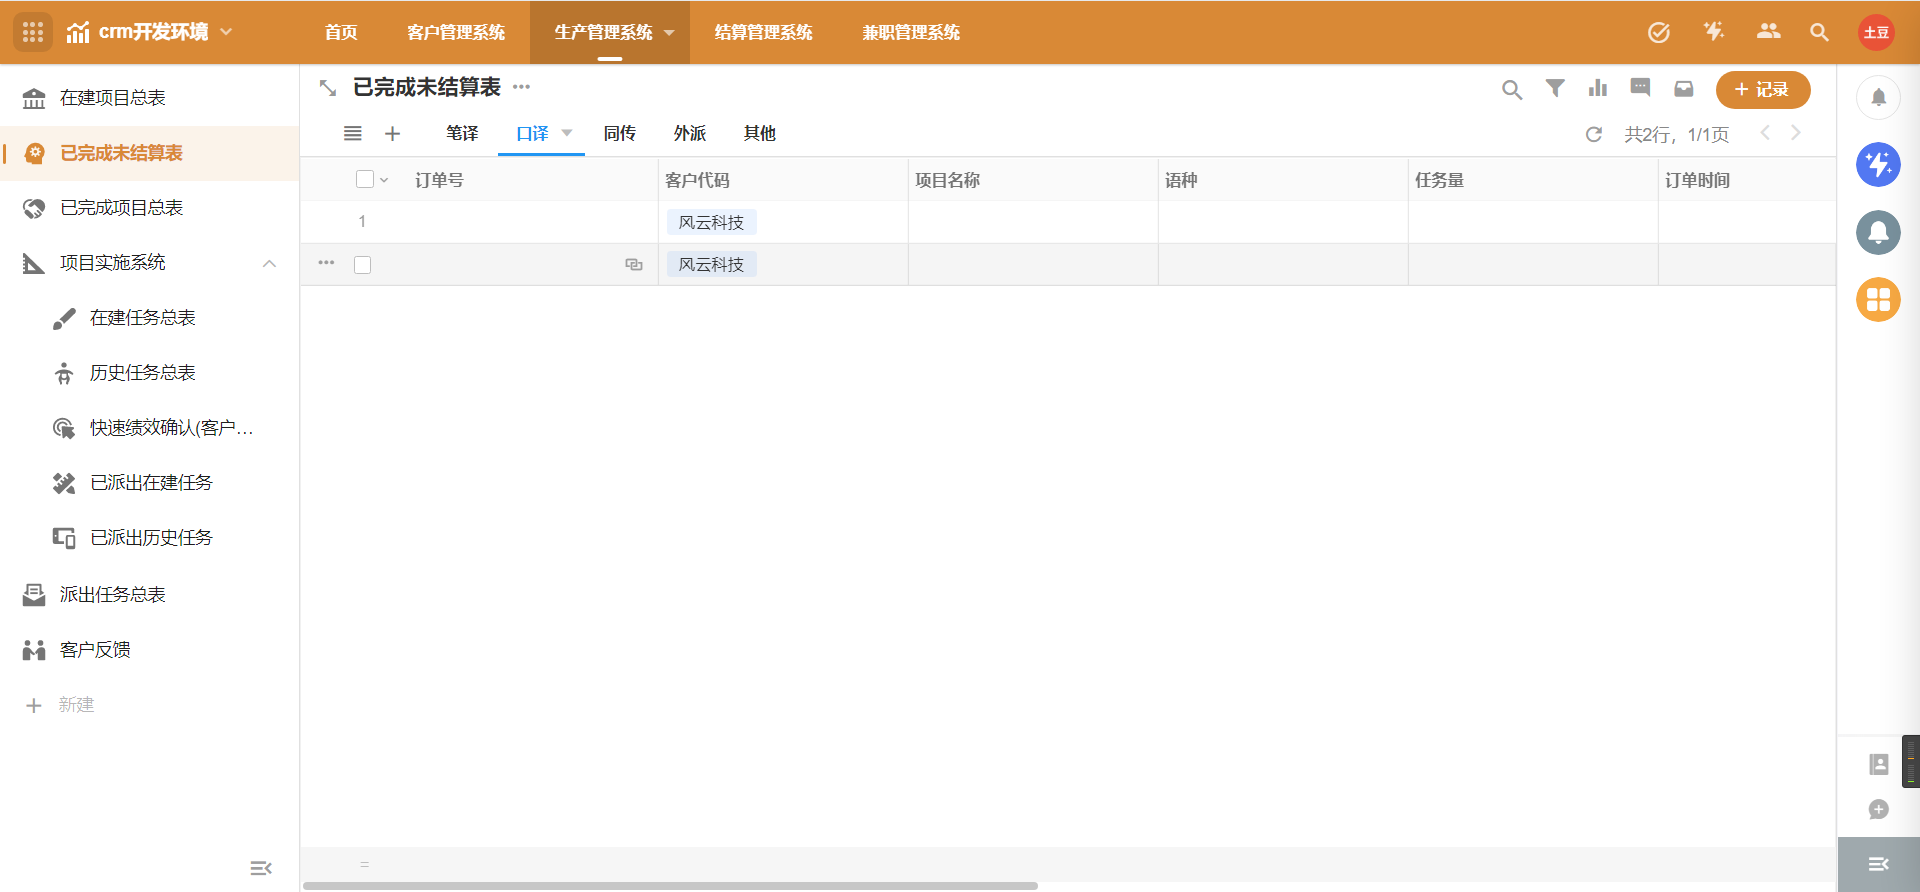 crm开发环境
首页
客户管理系统
生产管理系统
结算管理系统
兼职管理系统
土豆
在建项目总表
已完成未结算表
已完成项目总表
项目实施系统
在建任务总表
历史任务总表
快速绩效确认(客户...
已派出在建任务
已派出历史任务
派出任务总表
客户反馈
新建
已完成未结算表
记录
笔译
口译
同传
外派
其他
共2行，1/1页
订单号
客户代码
项目名称
语种
任务量
订单时间
1
风云科技
风云科技
=